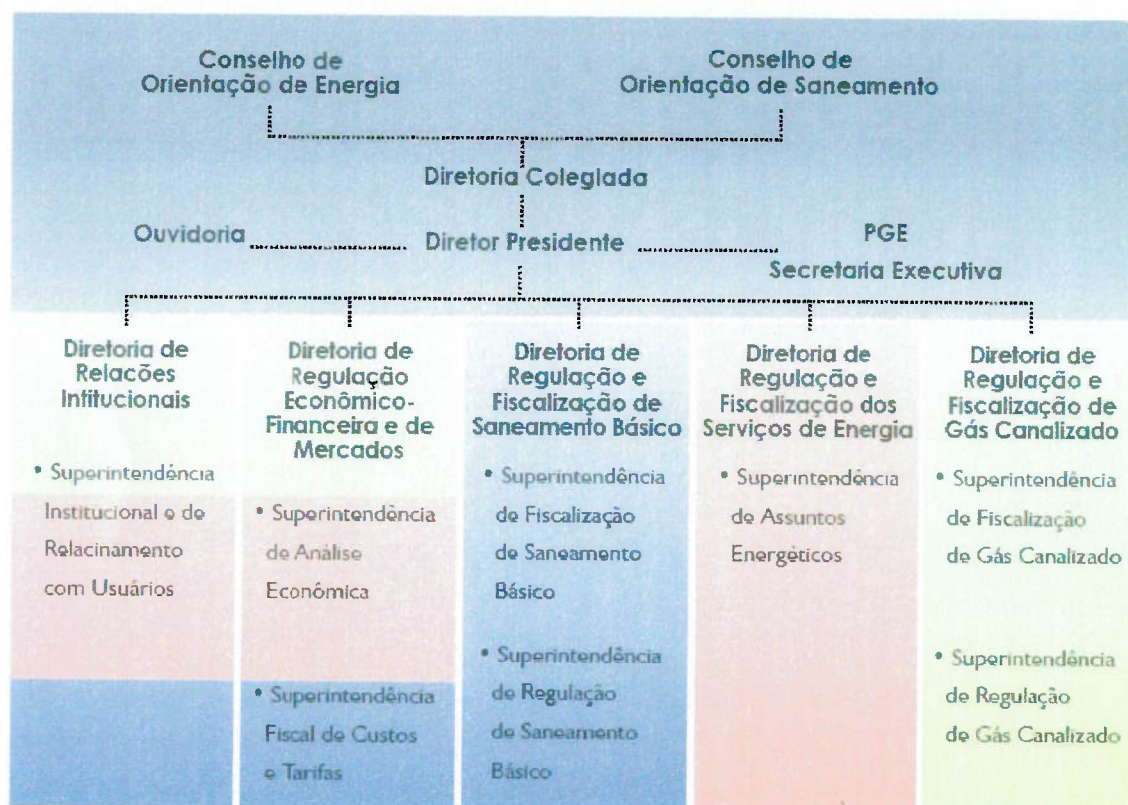 Conselho de
Orientação de Energia
Conselho de
Orientação de Saneamento
Diretoria Colegiada
Ouvidoria
Diretor Presidente
PGE
Secretaria Executiva
Diretoria de
Relacões
Intitucionais
• Superintendência
Institucional e de
Relacinamento
com Usuários
Diretoria de
Regulação
Econômico-
Financeira e de
Mercados
• Superintendência
de Análise
Econômica
• Superintendência
Fiscal de Custos
e Tarifas
Diretoria de
Regulação e
Fiscalização de
Saneamento Básico
• Superintendência
de Fiscalização
de Saneamento
Básico
• Superintendência
de Regulação
de Saneamento
Básico
Diretoria de
Regulação e
Fiscalização dos
Serviços de Energia
• Superintendência
de Assuntos
Energéticos
Diretoria de
Regulação e
Fiscalização de
Gás Canalizado
• Superintendência
de Fiscalização
de Gás Canalizado
• Superintendência
de Regulação
de Gás Canalizado